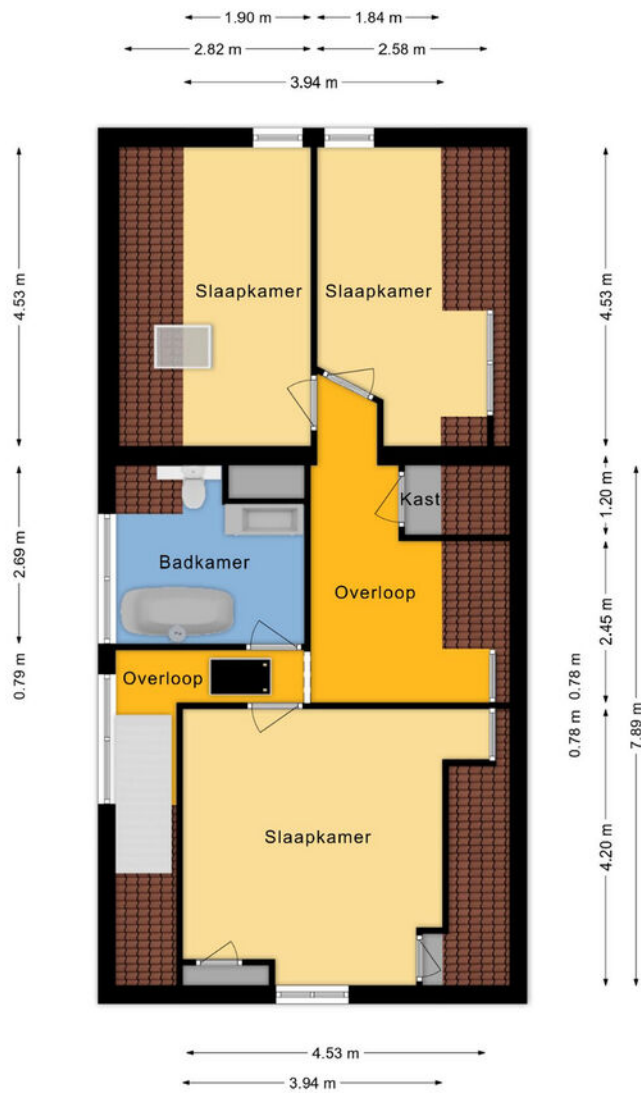 1.90 m
1.84 m
2.82 m
2.58 m
3.94 m
4.53 m
4.53 m
Slaapkamer
Slaapkamer
1.20 m
Kast
2.69 m
Badkamer
Overloop
2.45 m
0.79 m
Overloop
0.78 m
0.78 m
7.89 m
Slaapkamer
4.20 m
4.53 m
3.94 m